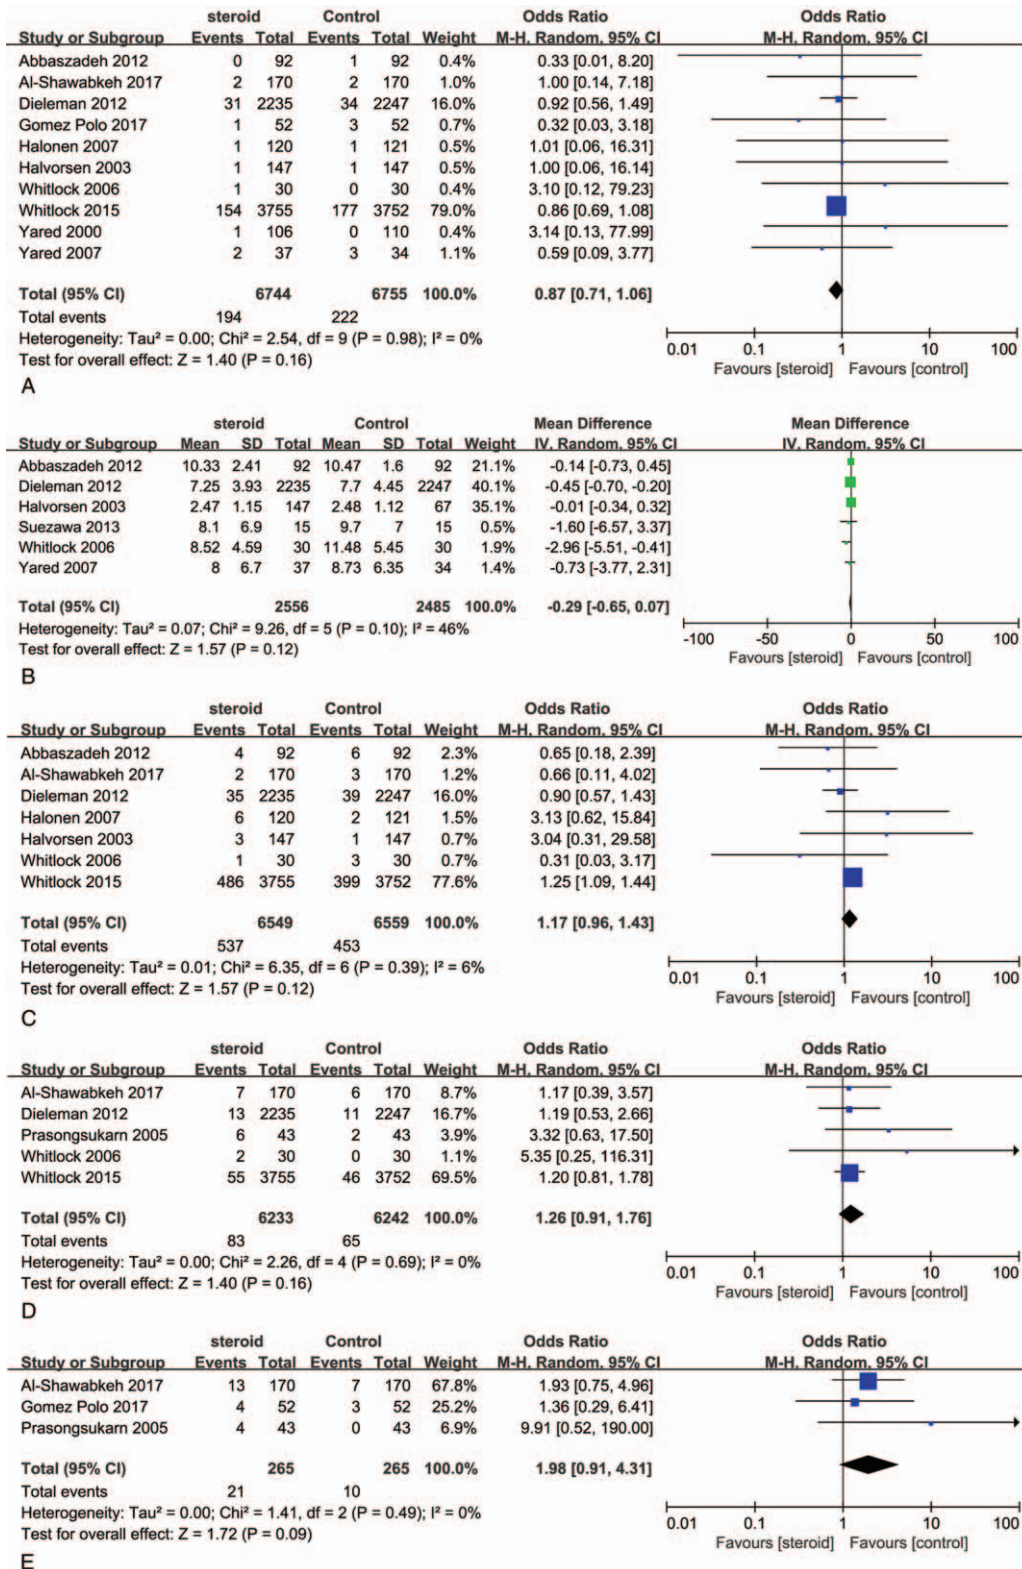 steroid Control Odds Ratio Odds Ratio
Study or Subgroup Events Total Events Total Weight M-H, Random, 95% CI M-H, Random, 95% CI
Abbaszadeh 2012 0 92 1 92 0.4% 0.33 [0.01, 8.20]
Al-Shawabkeh 2017 2 170 2 170 1.0% 1.00 [0.14, 7.18]
Dieleman 2012 31 2235 34 2247 16.0% 0.92 [0.56, 1.49]
Gomez Polo 2017 1 52 3 52 0.7% 0.32 [0.03, 3.18]
Halonen 2007 1 120 1 121 0.5% 1.01 [0.06, 16.31]
Halvorsen 2003 1 147 1 147 0.5% 1.00 [0.06, 16.14]
Whitlock 2006 1 30 0 30 0.4% 3.10 [0.12, 79.23]
Whitlock 2015 154 3755 177 3752 79.0% 0.86 [0.69, 1.08]
Yared 2000 1 106 0 110 0.4% 3.14 [0.13, 77.99]
Yared 2007 2 37 3 34 1.1% 0.59 [0.09, 3.77]
Total (95% CI) 6744 6755 100.0% 0.87 [0.71, 1.06]
Total events 194 222
Heterogeneity: Tau² = 0.00; Chi² = 2.54, df = 9 (P = 0.98); I² = 0%
Test for overall effect: Z = 1.40 (P = 0.16)
0.01 0.1 1 10 100
Favours [steroid] Favours [control]
A
steroid Control Mean Difference Mean Difference
Study or Subgroup Mean SD Total Mean SD Total Weight IV, Random, 95% CI IV, Random, 95% CI
Abbaszadeh 2012 10.33 2.41 92 10.47 1.6 92 21.1% -0.14 [-0.73, 0.45]
Dieleman 2012 7.25 3.93 2235 7.7 4.45 2247 40.1% -0.45 [-0.70, -0.20]
Halvorsen 2003 2.47 1.15 147 2.48 1.12 67 35.1% -0.01 [-0.34, 0.32]
Suezawa 2013 8.1 6.9 15 9.7 7 15 0.5% -1.60 [-6.57, 3.37]
Whitlock 2006 8.52 4.59 30 11.48 5.45 30 1.9% -2.96 [-5.51, -0.41]
Yared 2007 8 6.7 37 8.73 6.35 34 1.4% -0.73 [-3.77, 2.31]
Total (95% CI) 2556 2485 100.0% -0.29 [-0.65, 0.07]
Heterogeneity: Tau² = 0.07; Chi² = 9.26, df = 5 (P = 0.10); I² = 46%
Test for overall effect: Z = 1.57 (P = 0.12)
-100 -50 0 50 100
Favours [steroid] Favours [control]
B
steroid Control Odds Ratio Odds Ratio
Study or Subgroup Events Total Events Total Weight M-H, Random, 95% CI M-H, Random, 95% CI
Abbaszadeh 2012 4 92 6 92 2.3% 0.65 [0.18, 2.39]
Al-Shawabkeh 2017 2 170 3 170 1.2% 0.66 [0.11, 4.02]
Dieleman 2012 35 2235 39 2247 16.0% 0.90 [0.57, 1.43]
Halonen 2007 6 120 2 121 1.5% 3.13 [0.62, 15.84]
Halvorsen 2003 3 147 1 147 0.7% 3.04 [0.31, 29.58]
Whitlock 2006 1 30 3 30 0.7% 0.31 [0.03, 3.17]
Whitlock 2015 486 3755 399 3752 77.6% 1.25 [1.09, 1.44]
Total (95% CI) 6549 6559 100.0% 1.17 [0.96, 1.43]
Total events 537 453
Heterogeneity: Tau² = 0.01; Chi² = 6.35, df = 6 (P = 0.39); I² = 6%
Test for overall effect: Z = 1.57 (P = 0.12)
0.01 0.1 1 10 100
Favours [steroid] Favours [control]
C
steroid Control Odds Ratio Odds Ratio
Study or Subgroup Events Total Events Total Weight M-H, Random, 95% CI M-H, Random, 95% CI
Al-Shawabkeh 2017 7 170 6 170 8.7% 1.17 [0.39, 3.57]
Dieleman 2012 13 2235 11 2247 16.7% 1.19 [0.53, 2.66]
Prasongsukarn 2005 6 43 2 43 3.9% 3.32 [0.63, 17.50]
Whitlock 2006 2 30 0 30 1.1% 5.35 [0.25, 116.31]
Whitlock 2015 55 3755 46 3752 69.5% 1.20 [0.81, 1.78]
Total (95% CI) 6233 6242 100.0% 1.26 [0.91, 1.76]
Total events 83 65
Heterogeneity: Tau² = 0.00; Chi² = 2.26, df = 4 (P = 0.69); I² = 0%
Test for overall effect: Z = 1.40 (P = 0.16)
0.01 0.1 1 10 100
Favours [steroid] Favours [control]
D
steroid Control Odds Ratio Odds Ratio
Study or Subgroup Events Total Events Total Weight M-H, Random, 95% CI M-H, Random, 95% CI
Al-Shawabkeh 2017 13 170 7 170 67.8% 1.93 [0.75, 4.96]
Gomez Polo 2017 4 52 3 52 25.2% 1.36 [0.29, 6.41]
Prasongsukarn 2005 4 43 0 43 6.9% 9.91 [0.52, 190.00]
Total (95% CI) 265 265 100.0% 1.98 [0.91, 4.31]
Total events 21 10
Heterogeneity: Tau² = 0.00; Chi² = 1.41, df = 2 (P = 0.49); I² = 0%
Test for overall effect: Z = 1.72 (P = 0.09)
0.01 0.1 1 10 100
Favours [steroid] Favours [control]
E